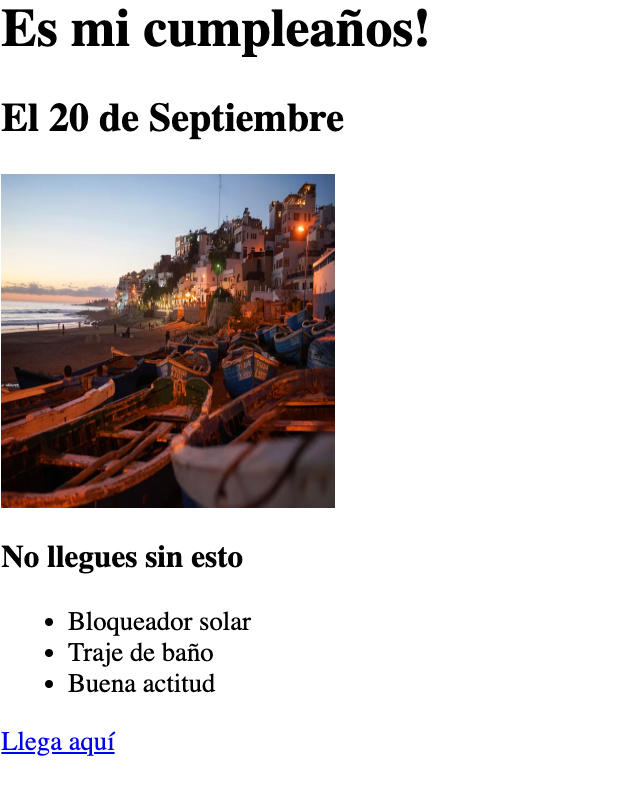 Es mi cumpleaños!
El 20 de Septiembre
No llegues sin esto
Bloqueador solar
Traje de baño
Buena actitud
Llega aquí